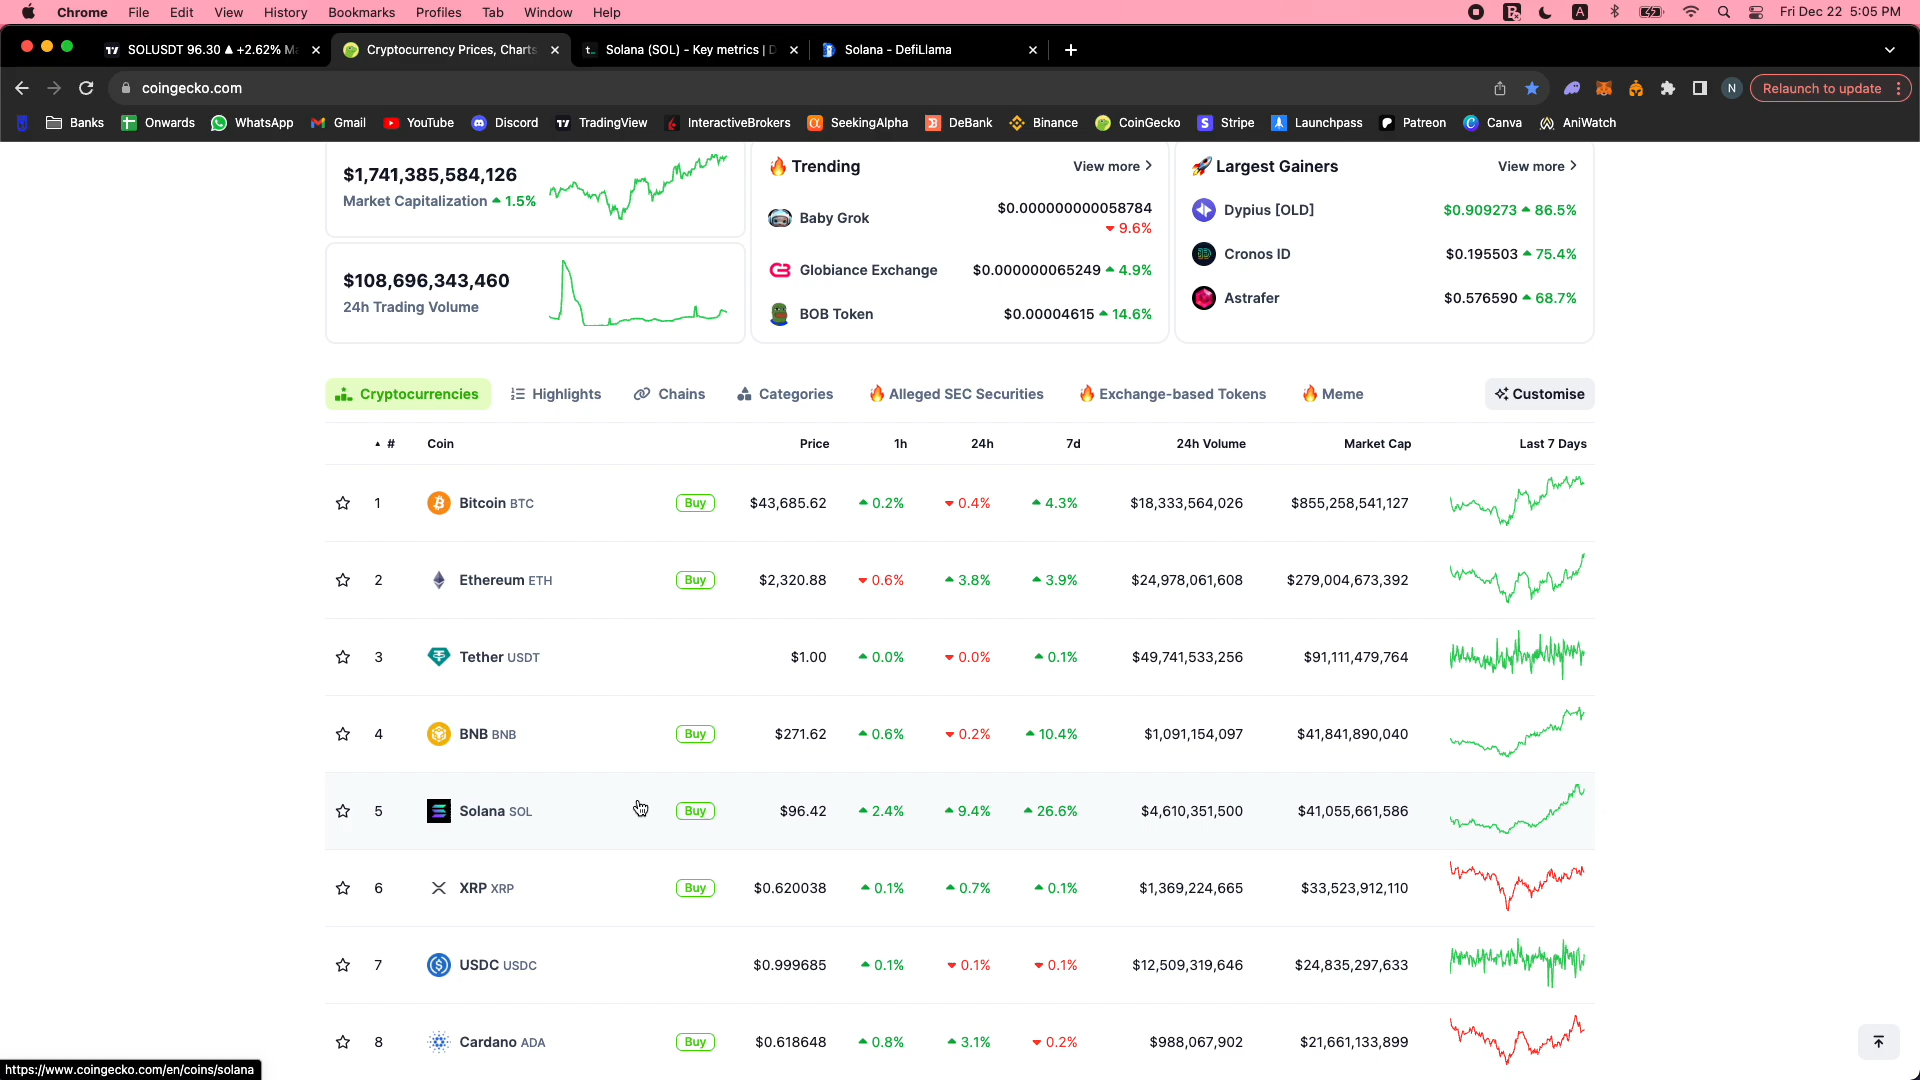 Chrome File Edit View History Bookmarks Profiles Tab Window Help Fri Dec 22 5:05 PM
SOLUSDT 96.30 ▲ +2.62% Cryptocurrency Prices, Charts Solana (SOL) - Key metrics | Solana - DefiLlama
coingecko.com N Relaunch to update
Banks Onwards WhatsApp Gmail YouTube Discord TradingView InteractiveBrokers SeekingAlpha DeBank Binance CoinGecko Stripe Launchpass Patreon Canva AniWatch
$1,741,385,584,126
Market Capitalization ▲ 1.5%
$108,696,343,460
24h Trading Volume
🔥 Trending View more >
Baby Grok $0.000000000058784
▼ 9.6%
Globiance Exchange $0.000000065249 ▲ 4.9%
BOB Token $0.00004615 ▲ 14.6%
🚀 Largest Gainers View more >
Dypius [OLD] $0.909273 ▲ 86.5%
Cronos ID $0.195503 ▲ 75.4%
Astrafer $0.576590 ▲ 68.7%
Cryptocurrencies Highlights Chains Categories 🔥 Alleged SEC Securities 🔥 Exchange-based Tokens 🔥 Meme Customise
▲ # Coin Price 1h 24h 7d 24h Volume Market Cap Last 7 Days
1 Bitcoin BTC Buy $43,685.62 ▲ 0.2% ▼ 0.4% ▲ 4.3% $18,333,564,026 $855,258,541,127
2 Ethereum ETH Buy $2,320.88 ▼ 0.6% ▲ 3.8% ▲ 3.9% $24,978,061,608 $279,004,673,392
3 Tether USDT $1.00 ▲ 0.0% ▼ 0.0% ▲ 0.1% $49,741,533,256 $91,111,479,764
4 BNB BNB Buy $271.62 ▲ 0.6% ▼ 0.2% ▲ 10.4% $1,091,154,097 $41,841,890,040
5 Solana SOL Buy $96.42 ▲ 2.4% ▲ 9.4% ▲ 26.6% $4,610,351,500 $41,055,661,586
6 XRP XRP Buy $0.620038 ▲ 0.1% ▲ 0.7% ▲ 0.1% $1,369,224,665 $33,523,912,110
7 USDC USDC $0.999685 ▲ 0.1% ▼ 0.1% ▼ 0.1% $12,509,319,646 $24,835,297,633
8 Cardano ADA Buy $0.618648 ▲ 0.8% ▲ 3.1% ▼ 0.2% $988,067,902 $21,661,133,899
https://www.coingecko.com/en/coins/solana